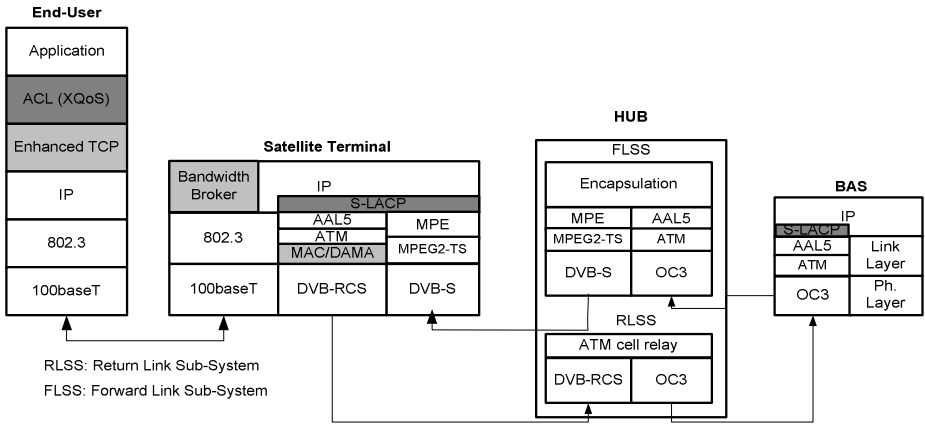 End-User
Application
ACL (XQoS)
Enhanced TCP
IP
802.3
100baseT
Satellite Terminal
Bandwidth
Broker
IP
S-LACP
802.3
AAL5
ATM
MAC/DAMA
MPE
MPEG2-TS
100baseT
DVB-RCS
DVB-S
HUB
FLSS
Encapsulation
MPE
AAL5
MPEG2-TS
ATM
DVB-S
OC3
RLSS
ATM cell relay
DVB-RCS
OC3
BAS
IP
S-LACP
AAL5
ATM
Link
Layer
OC3
Ph.
Layer
RLSS: Return Link Sub-System
FLSS: Forward Link Sub-System